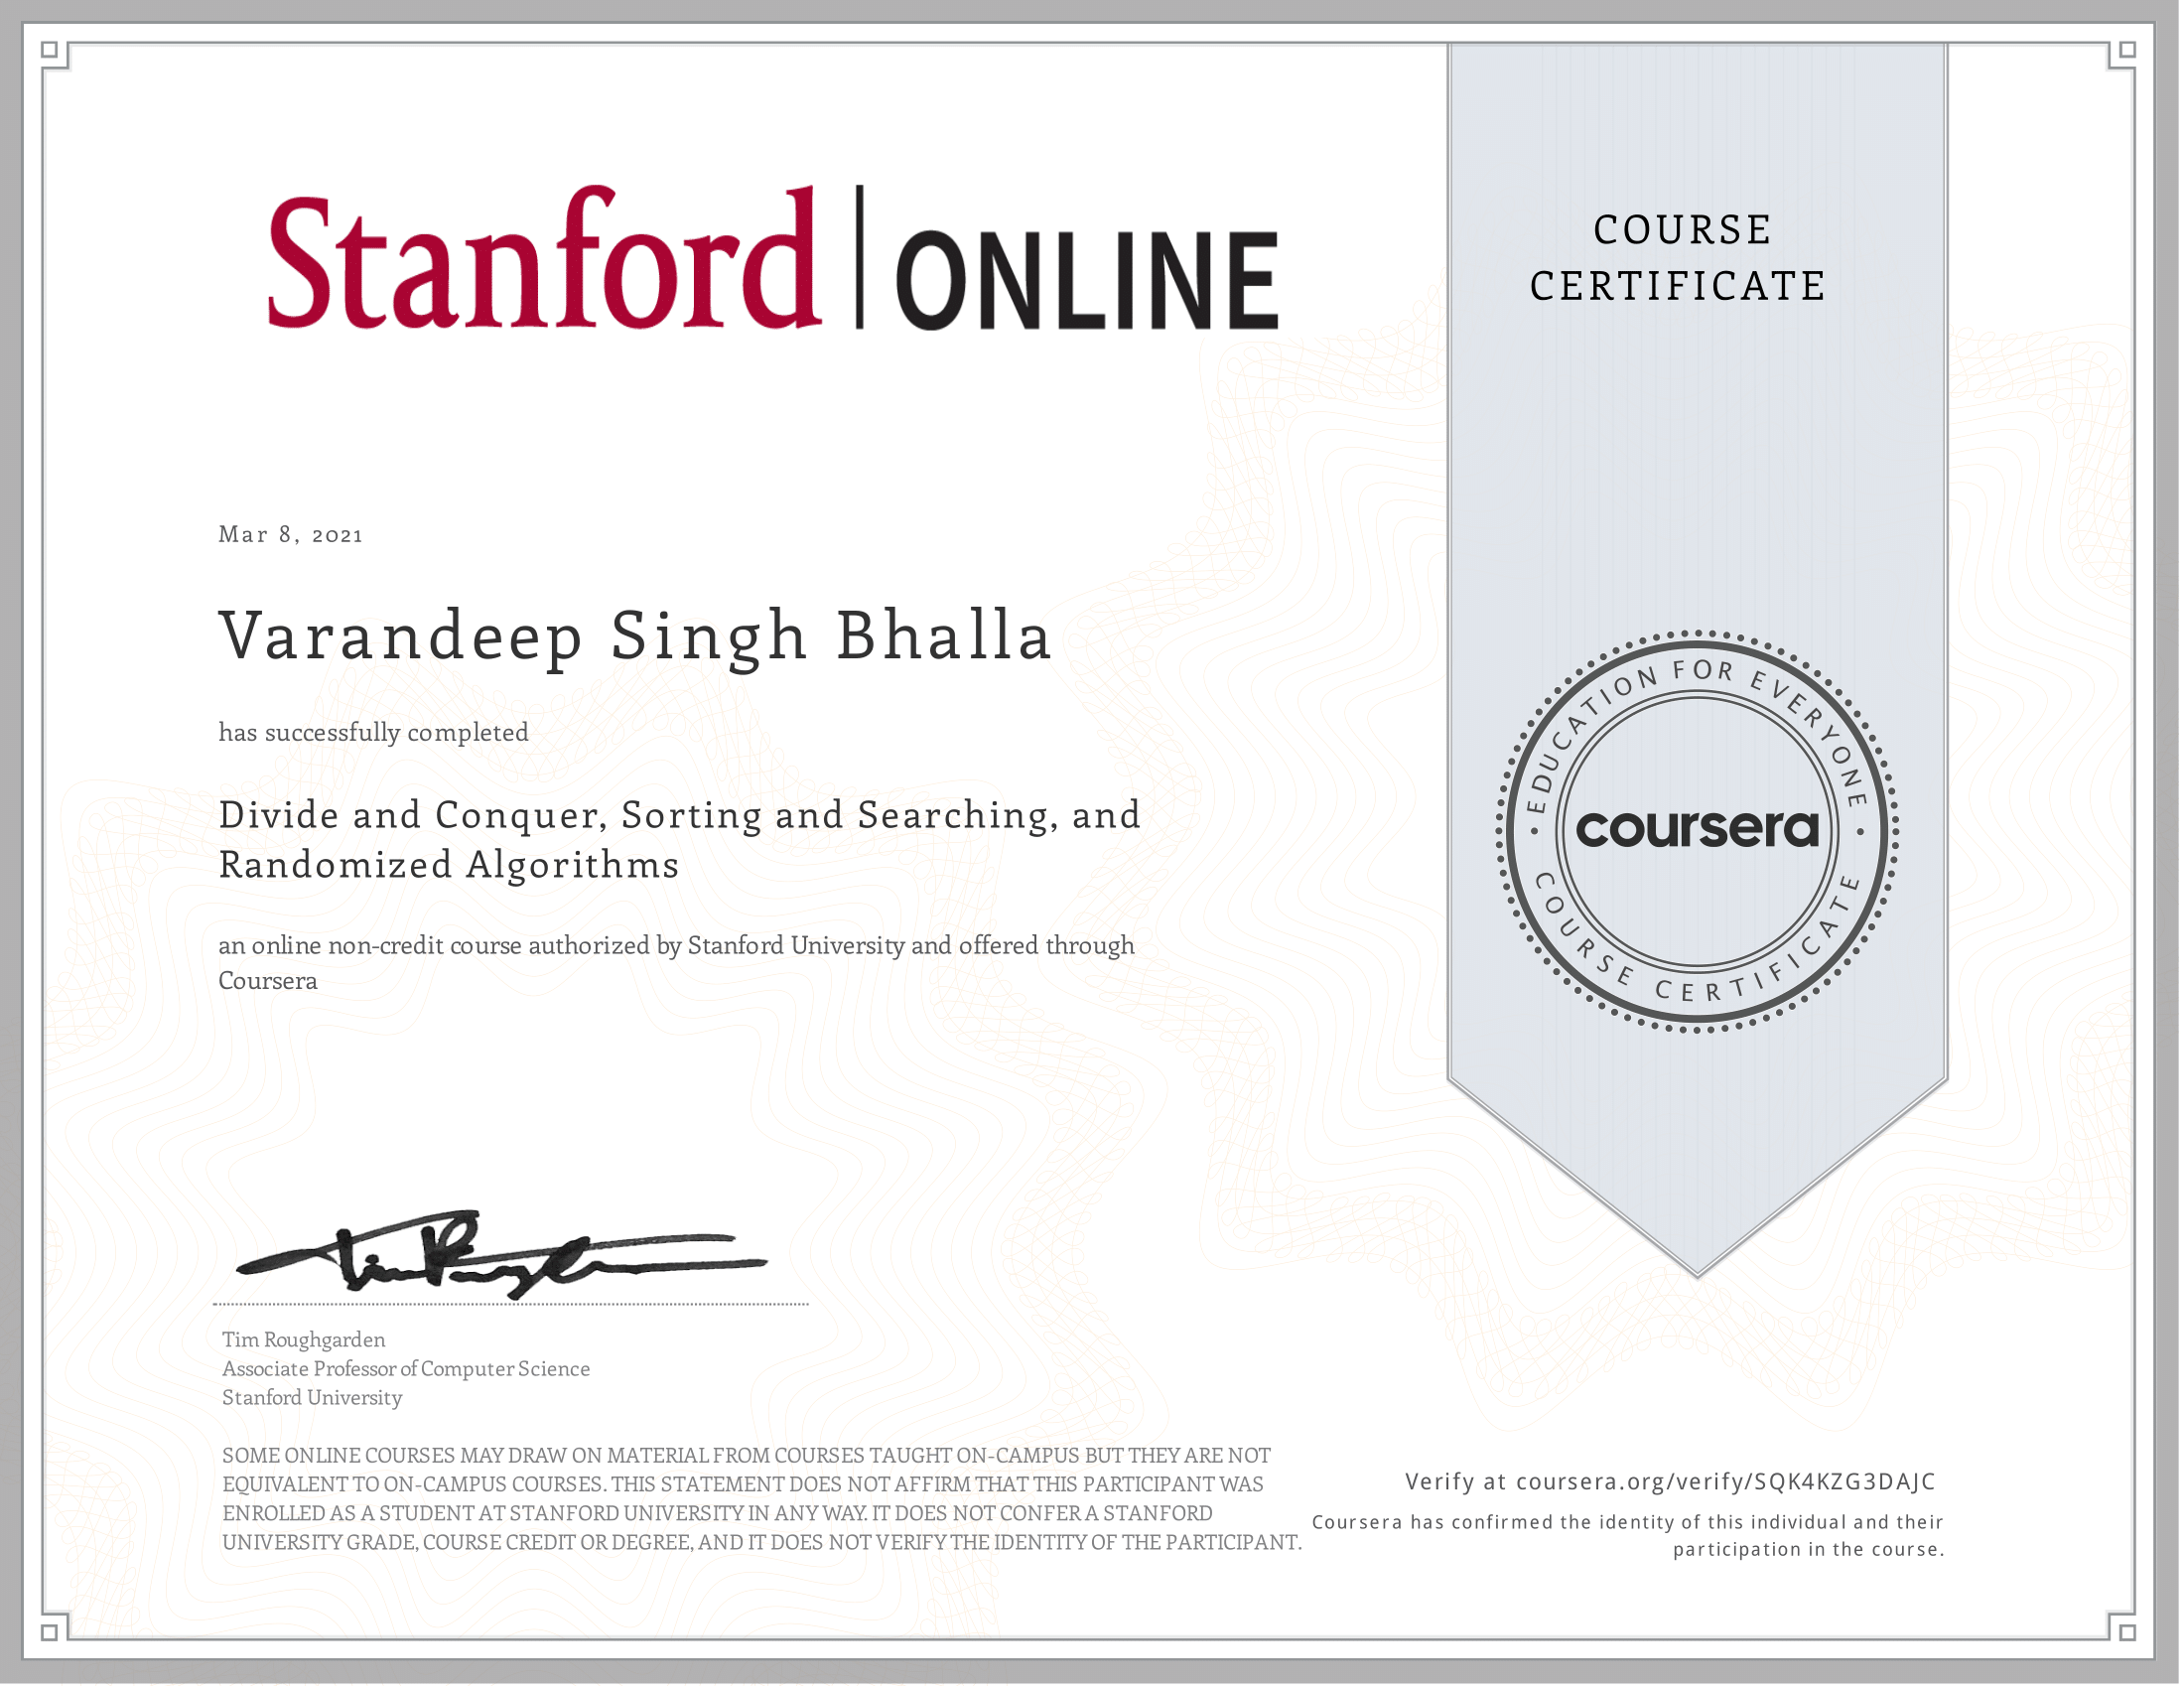 Stanford | ONLINE
COURSE
CERTIFICATE
Mar 8, 2021
Varandeep Singh Bhalla
has successfully completed
Divide and Conquer, Sorting and Searching, and
Randomized Algorithms
an online non-credit course authorized by Stanford University and offered through
Coursera
EDUCATION FOR EVERYONE
coursera
COURSE CERTIFICATE
Tim Roughgarden
Associate Professor of Computer Science
Stanford University
SOME ONLINE COURSES MAY DRAW ON MATERIAL FROM COURSES TAUGHT ON-CAMPUS BUT THEY ARE NOT
EQUIVALENT TO ON-CAMPUS COURSES. THIS STATEMENT DOES NOT AFFIRM THAT THIS PARTICIPANT WAS
ENROLLED AS A STUDENT AT STANFORD UNIVERSITY IN ANY WAY. IT DOES NOT CONFER A STANFORD
UNIVERSITY GRADE, COURSE CREDIT OR DEGREE, AND IT DOES NOT VERIFY THE IDENTITY OF THE PARTICIPANT.
Verify at coursera.org/verify/SQK4KZG3DAJC
Coursera has confirmed the identity of this individual and their
participation in the course.